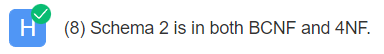 H (8) Schema 2 is in both BCNF and 4NF.